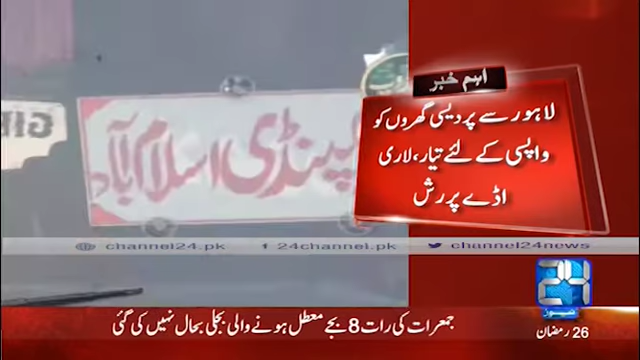 اہم خبر
لاہور سے پردیسی گھروں کو
واپسی کے لئے تیار، لاری
اڈے پر رش
پنڈی اسلام آباد
channel24.pk
24channel.pk
channel24news
24
نیوز
جمعرات کی رات 8 بجے معطل ہونے والی بجلی بحال نہیں کی گئی
26 رمضان